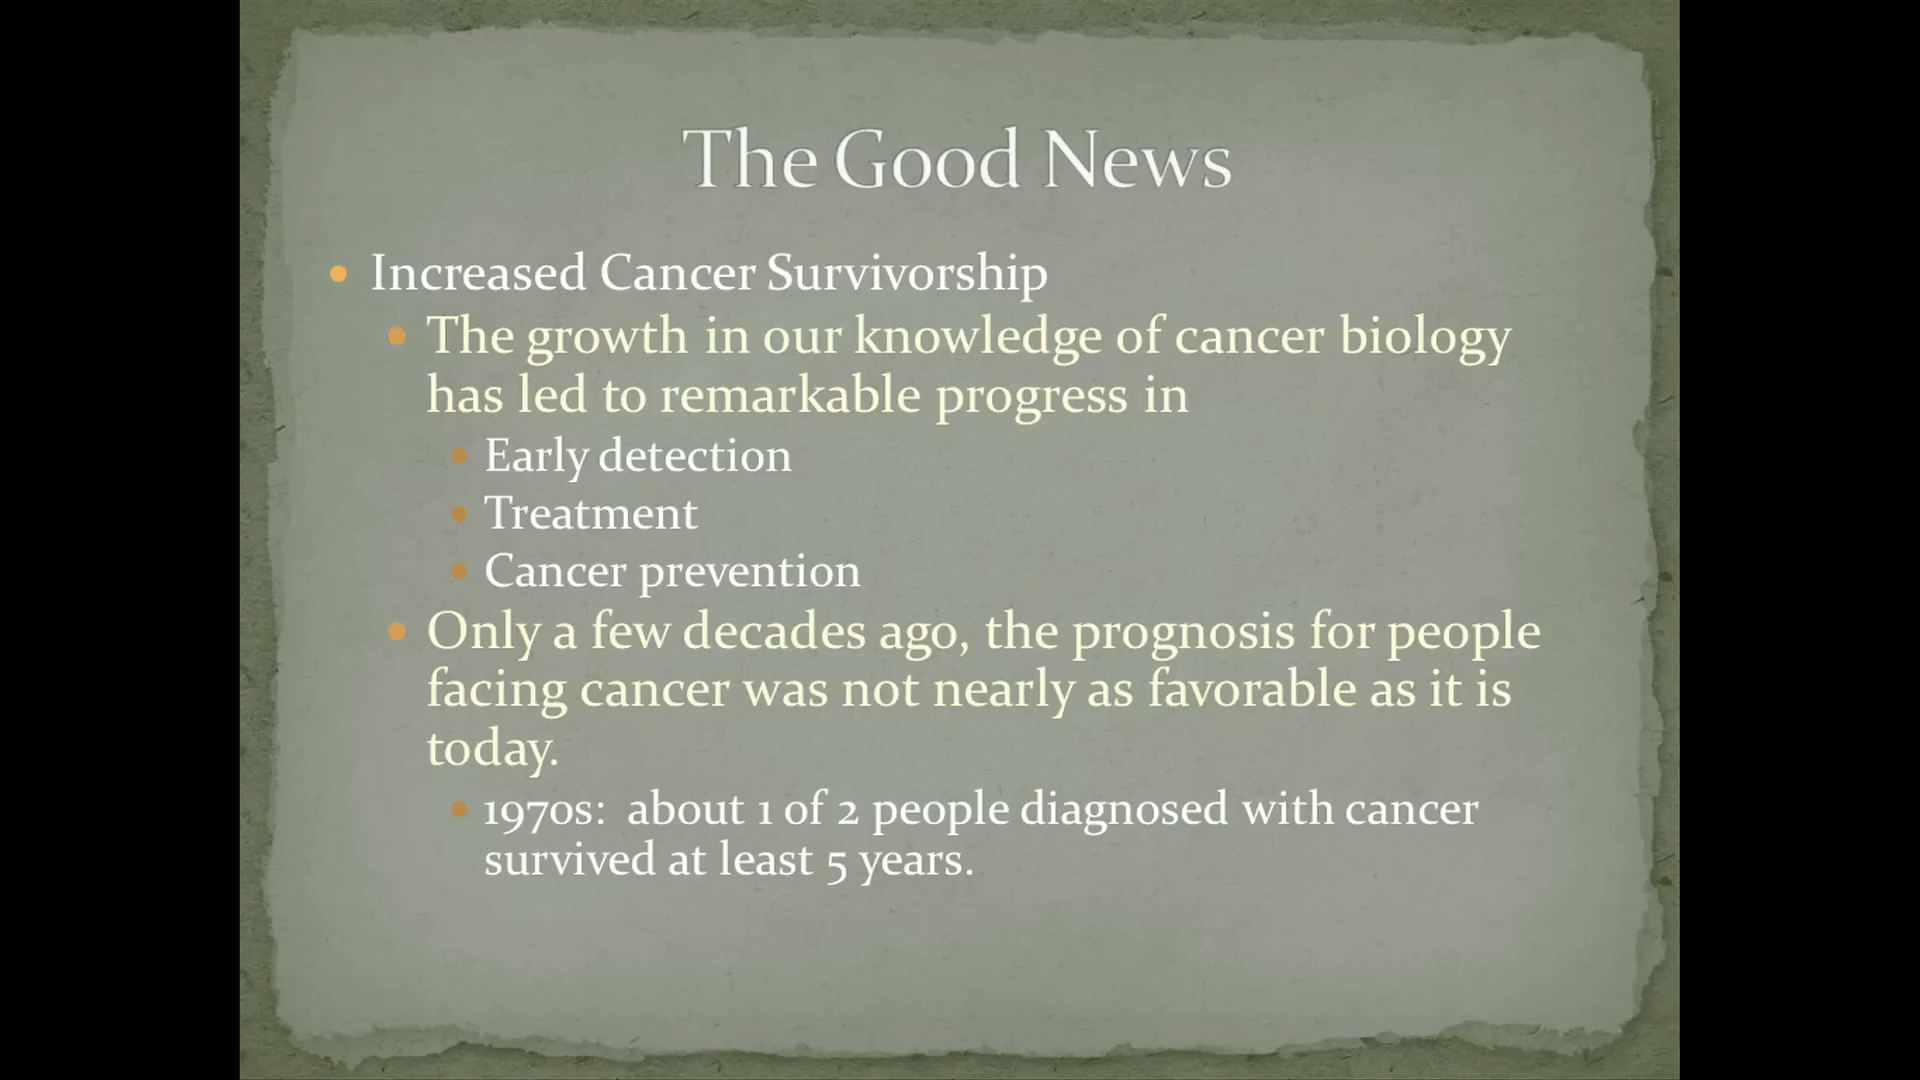 The Good News
Increased Cancer Survivorship
The growth in our knowledge of cancer biology
has led to remarkable progress in
Early detection
Treatment
Cancer prevention
Only a few decades ago, the prognosis for people
facing cancer was not nearly as favorable as it is
today.
1970s:  about 1 of 2 people diagnosed with cancer
survived at least 5 years.